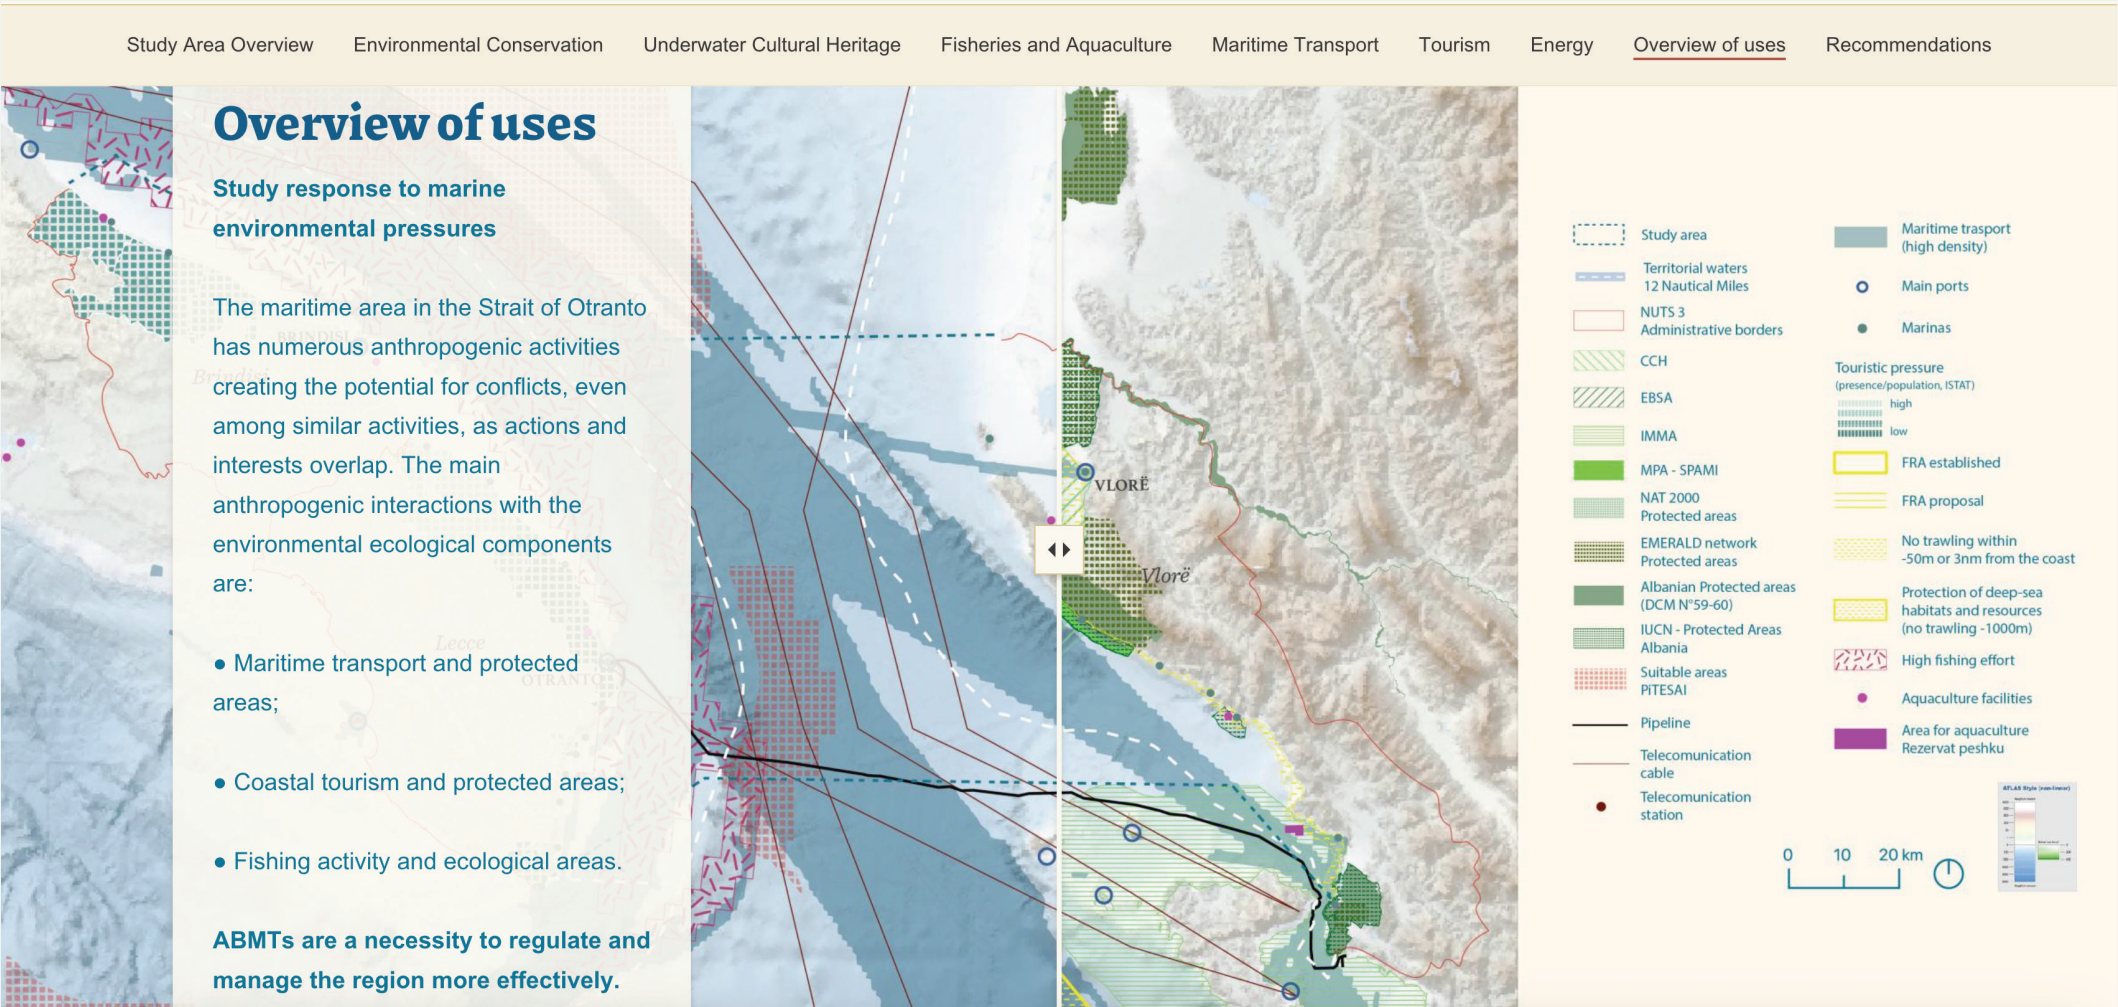 Study Area Overview Environmental Conservation Underwater Cultural Heritage Fisheries and Aquaculture Maritime Transport Tourism Energy Overview of uses Recommendations
Overview of uses
Study response to marine
environmental pressures
The maritime area in the Strait of Otranto
has numerous anthropogenic activities
creating the potential for conflicts, even
among similar activities, as actions and
interests overlap. The main
anthropogenic interactions with the
environmental ecological components
are:
● Maritime transport and protected
areas;
● Coastal tourism and protected areas;
● Fishing activity and ecological areas.
ABMTs are a necessity to regulate and
manage the region more effectively.
BRINDISI
Brindisi
Lecce
OTRANTO
VLORË
Vlorë
Study area
Territorial waters
12 Nautical Miles
NUTS 3
Administrative borders
CCH
EBSA
IMMA
MPA - SPAMI
NAT 2000
Protected areas
EMERALD network
Protected areas
Albanian Protected areas
(DCM N°59-60)
IUCN - Protected Areas
Albania
Suitable areas
PiTESAI
Pipeline
Telecomunication
cable
Telecomunication
station
Maritime trasport
(high density)
Main ports
Marinas
Touristic pressure
(presence/population, ISTAT)
high
low
FRA established
FRA proposal
No trawling within
-50m or 3nm from the coast
Protection of deep-sea
habitats and resources
(no trawling -1000m)
High fishing effort
Aquaculture facilities
Area for aquaculture
Rezervat peshku
0 10 20 km
ATLAS Style (non-linear)